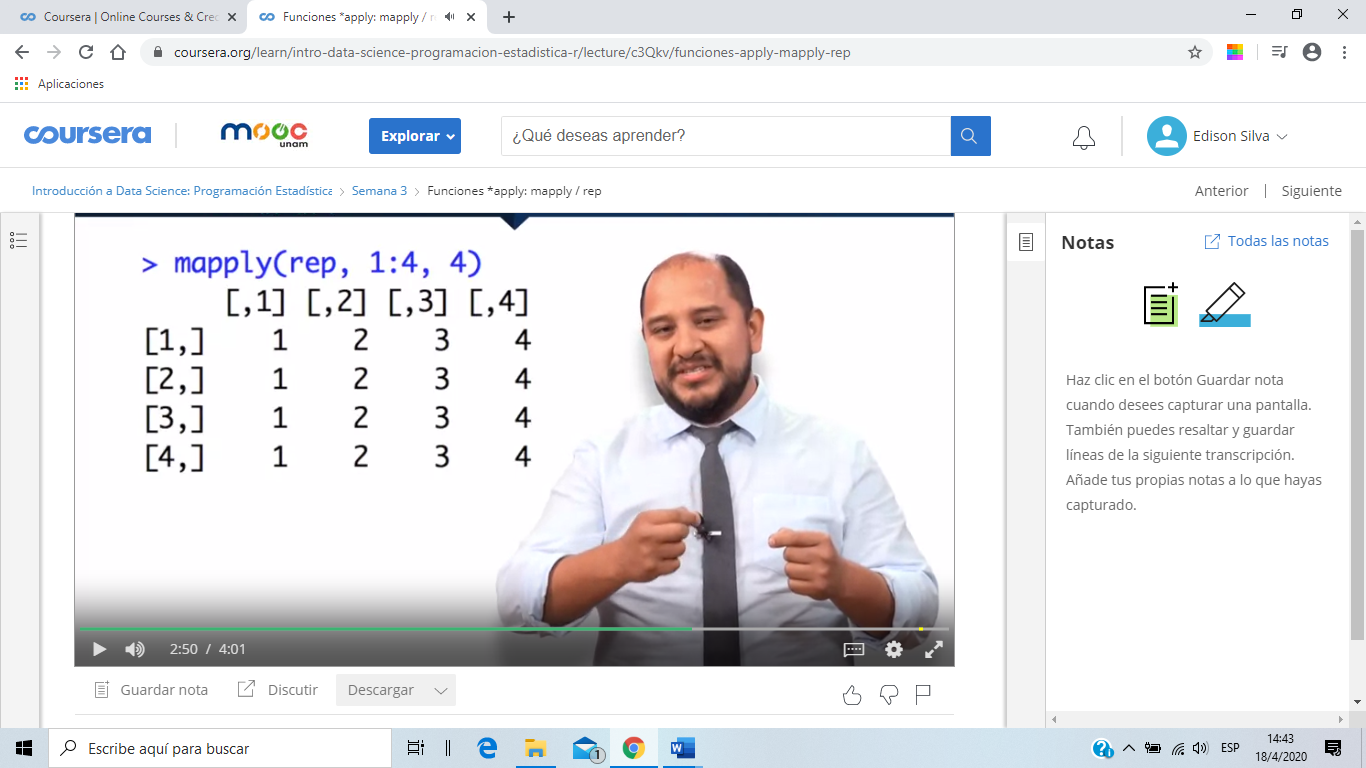 Coursera | Online Courses & Cred
Funciones *apply: mapply / r
coursera.org/learn/intro-data-science-programacion-estadistica-r/lecture/c3Qkv/funciones-apply-mapply-rep
Aplicaciones
coursera
mooc
unam
Explorar
¿Qué deseas aprender?
Edison Silva
Introducción a Data Science: Programación Estadística
Semana 3
Funciones *apply: mapply / rep
Anterior | Siguiente
> mapply(rep, 1:4, 4)
[,1] [,2] [,3] [,4]
[1,] 1 2 3 4
[2,] 1 2 3 4
[3,] 1 2 3 4
[4,] 1 2 3 4
2:50 / 4:01
Guardar nota
Discutir
Descargar
Notas
Todas las notas
Haz clic en el botón Guardar nota
cuando desees capturar una pantalla.
También puedes resaltar y guardar
líneas de la siguiente transcripción.
Añade tus propias notas a lo que hayas
capturado.
Escribe aquí para buscar
1
ESP
14:43
18/4/2020